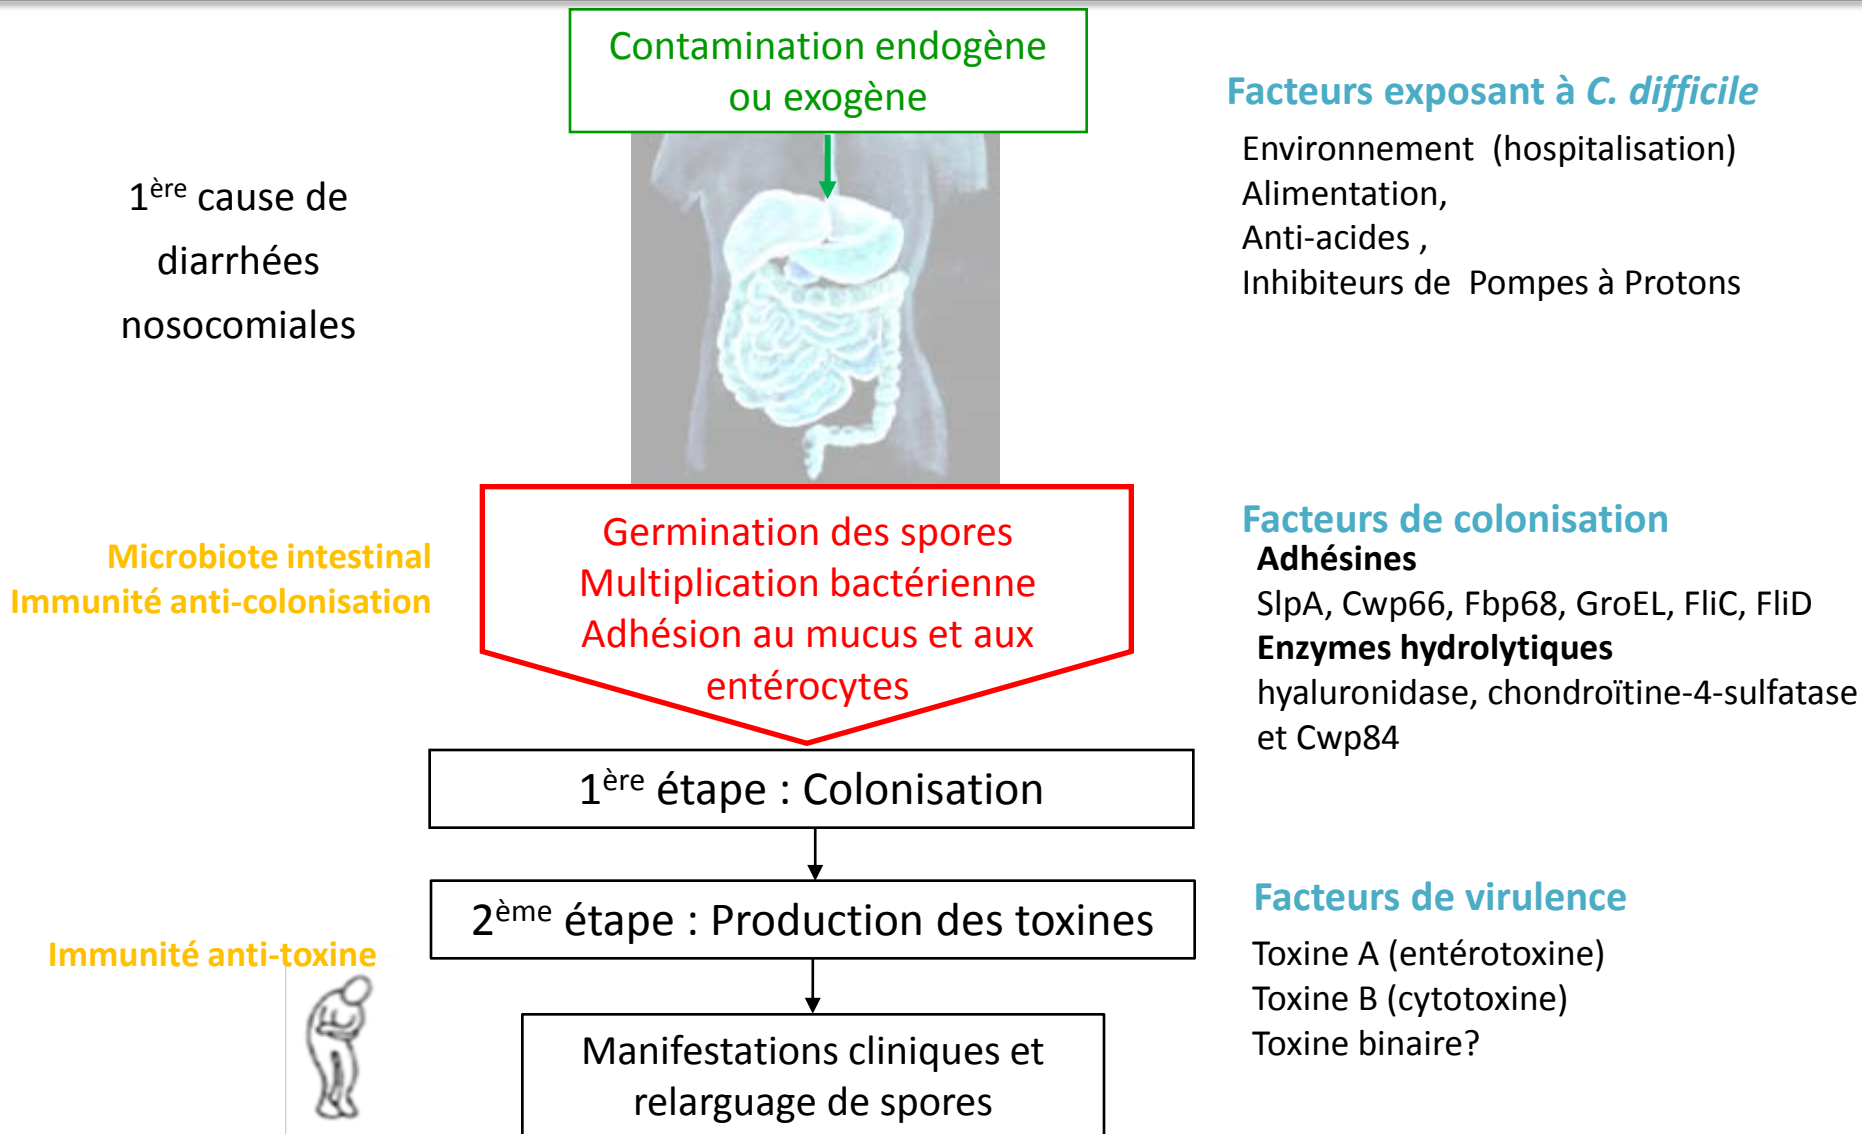 Contamination endogène
ou exogène
1ère cause de
diarrhées
nosocomiales
Facteurs exposant à C. difficile
Environnement (hospitalisation)
Alimentation,
Anti-acides ,
Inhibiteurs de Pompes à Protons
Microbiote intestinal
Immunité anti-colonisation
Germination des spores
Multiplication bactérienne
Adhésion au mucus et aux
entérocytes
Facteurs de colonisation
Adhésines
SlpA, Cwp66, Fbp68, GroEL, FliC, FliD
Enzymes hydrolytiques
hyaluronidase, chondroïtine-4-sulfatase
et Cwp84
1ère étape : Colonisation
2ème étape : Production des toxines
Immunité anti-toxine
Facteurs de virulence
Toxine A (entérotoxine)
Toxine B (cytotoxine)
Toxine binaire?
Manifestations cliniques et
relarguage de spores